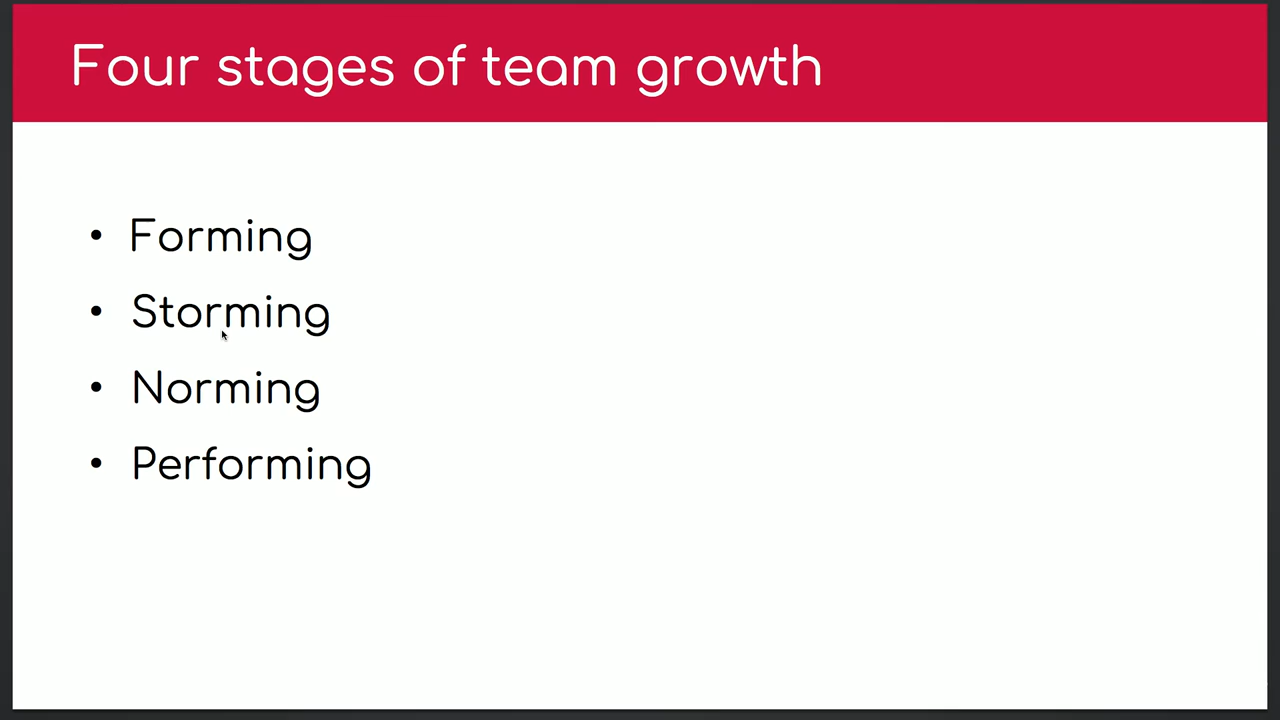 Four stages of team growth
• Forming
• Storming
• Norming
• Performing